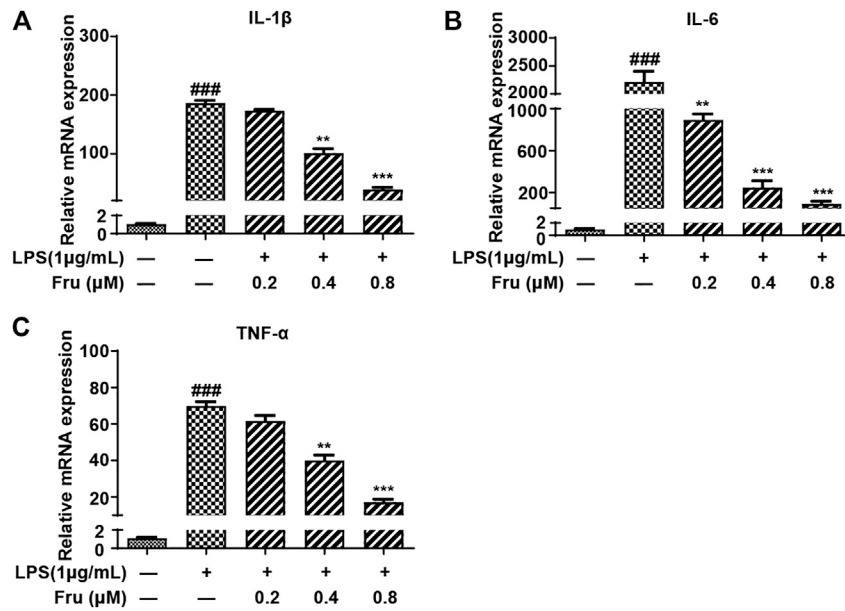 A
IL-1β
Relative mRNA expression
300
200
100
2
0
###
**
***
LPS(1μg/mL) — — + + +
Fru (μM) — — 0.2 0.4 0.8
B
IL-6
Relative mRNA expression
3000
2500
2000
1000
600
200
2
0
###
**
***
***
LPS(1μg/mL) — + + + +
Fru (μM) — — 0.2 0.4 0.8
C
TNF-α
Relative mRNA expression
100
80
60
40
20
2
0
###
**
***
LPS(1μg/mL) — + + + +
Fru (μM) — — 0.2 0.4 0.8